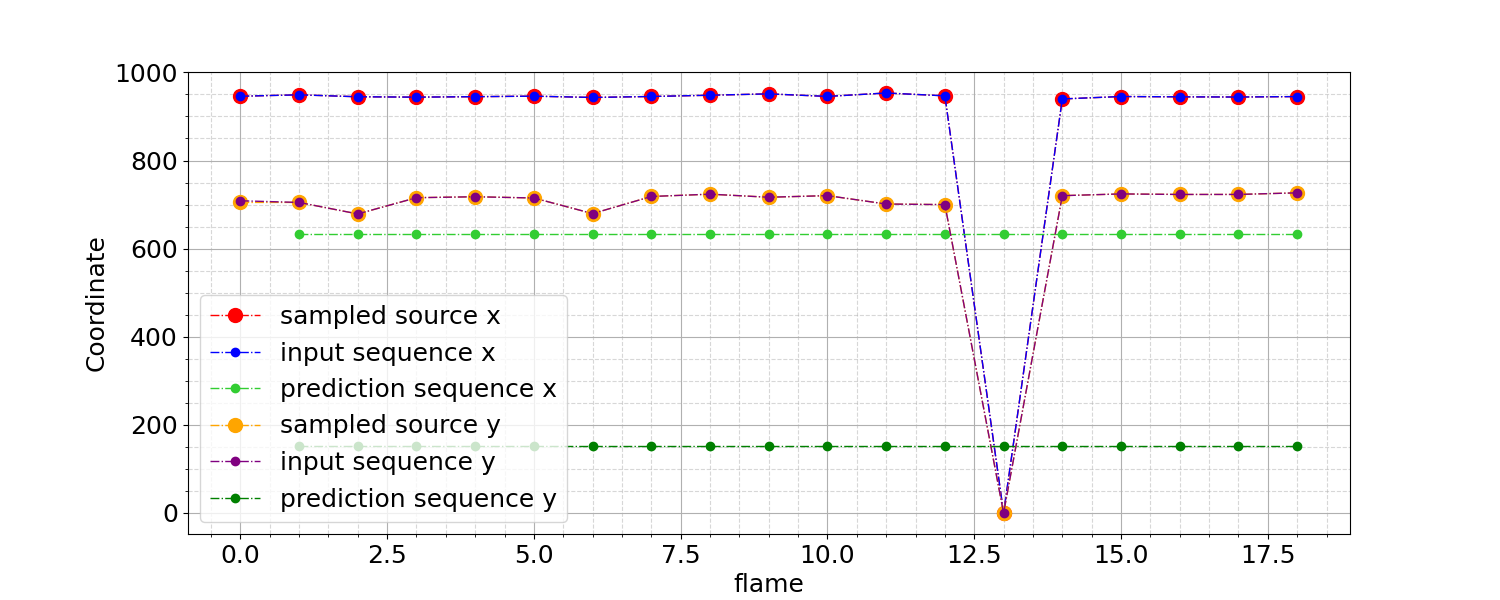 1000
800
600
400
200
0
Coordinate
sampled source x
input sequence x
prediction sequence x
sampled source y
input sequence y
prediction sequence y
0.0 2.5 5.0 7.5 10.0 12.5 15.0 17.5
flame